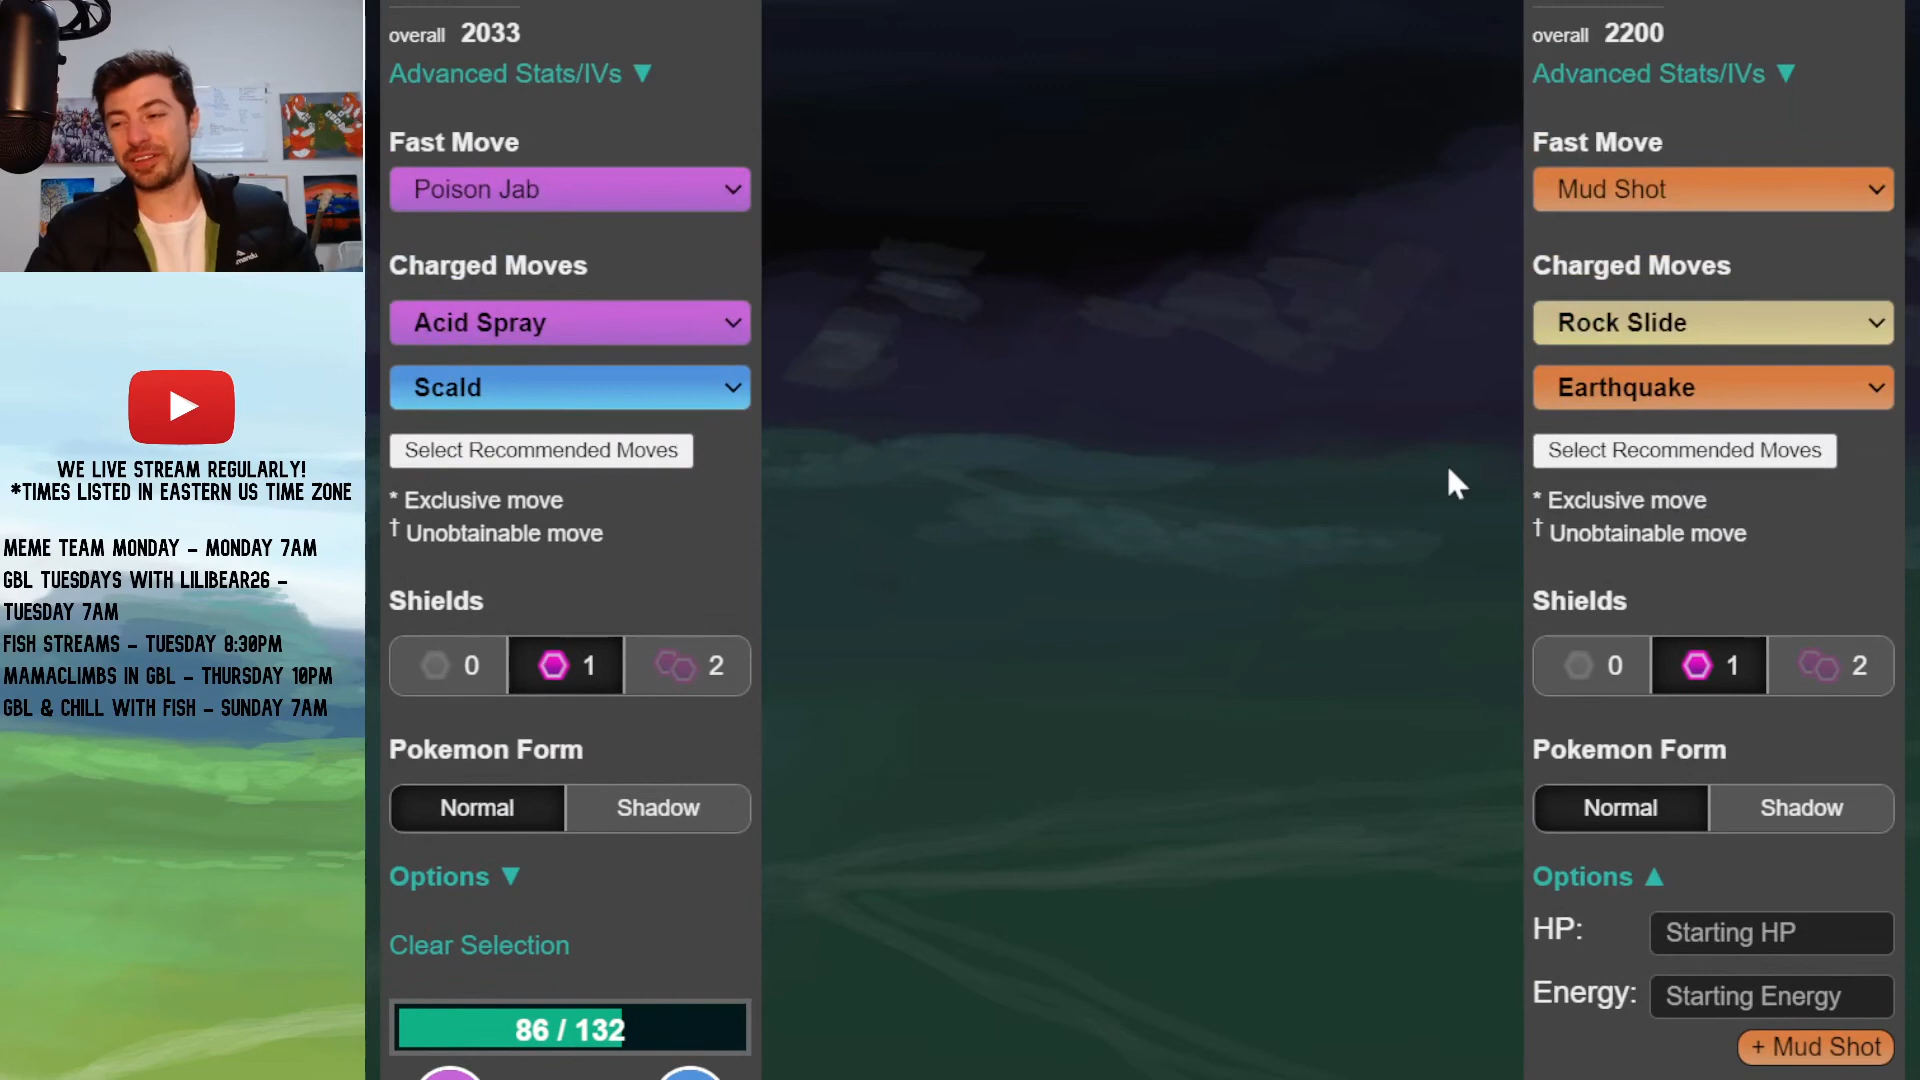 WE LIVE STREAM REGULARLY!
*TIMES LISTED IN EASTERN US TIME ZONE
MEME TEAM MONDAY - MONDAY 7AM
GBL TUESDAYS WITH LILIBEAR26 -
TUESDAY 7AM
FISH STREAMS - TUESDAY 8:30PM
MAMACLIMBS IN GBL - THURSDAY 10PM
GBL & CHILL WITH FISH - SUNDAY 7AM
overall 2033
Advanced Stats/IVs ▼
Fast Move
Poison Jab
Charged Moves
Acid Spray
Scald
Select Recommended Moves
* Exclusive move
† Unobtainable move
Shields
0 1 2
Pokemon Form
Normal Shadow
Options ▼
Clear Selection
86 / 132
overall 2200
Advanced Stats/IVs ▼
Fast Move
Mud Shot
Charged Moves
Rock Slide
Earthquake
Select Recommended Moves
* Exclusive move
† Unobtainable move
Shields
0 1 2
Pokemon Form
Normal Shadow
Options ▲
HP: Starting HP
Energy: Starting Energy
+ Mud Shot